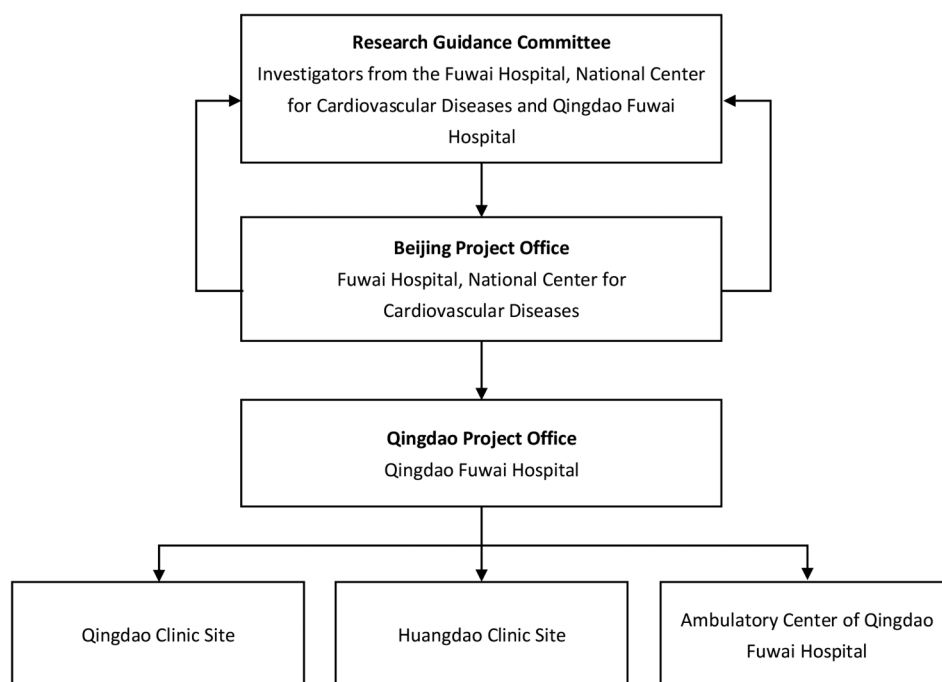 Research Guidance Committee
Investigators from the Fuwai Hospital, National Center
for Cardiovascular Diseases and Qingdao Fuwai
Hospital
Beijing Project Office
Fuwai Hospital, National Center for
Cardiovascular Diseases
Qingdao Project Office
Qingdao Fuwai Hospital
Qingdao Clinic Site
Huangdao Clinic Site
Ambulatory Center of Qingdao
Fuwai Hospital